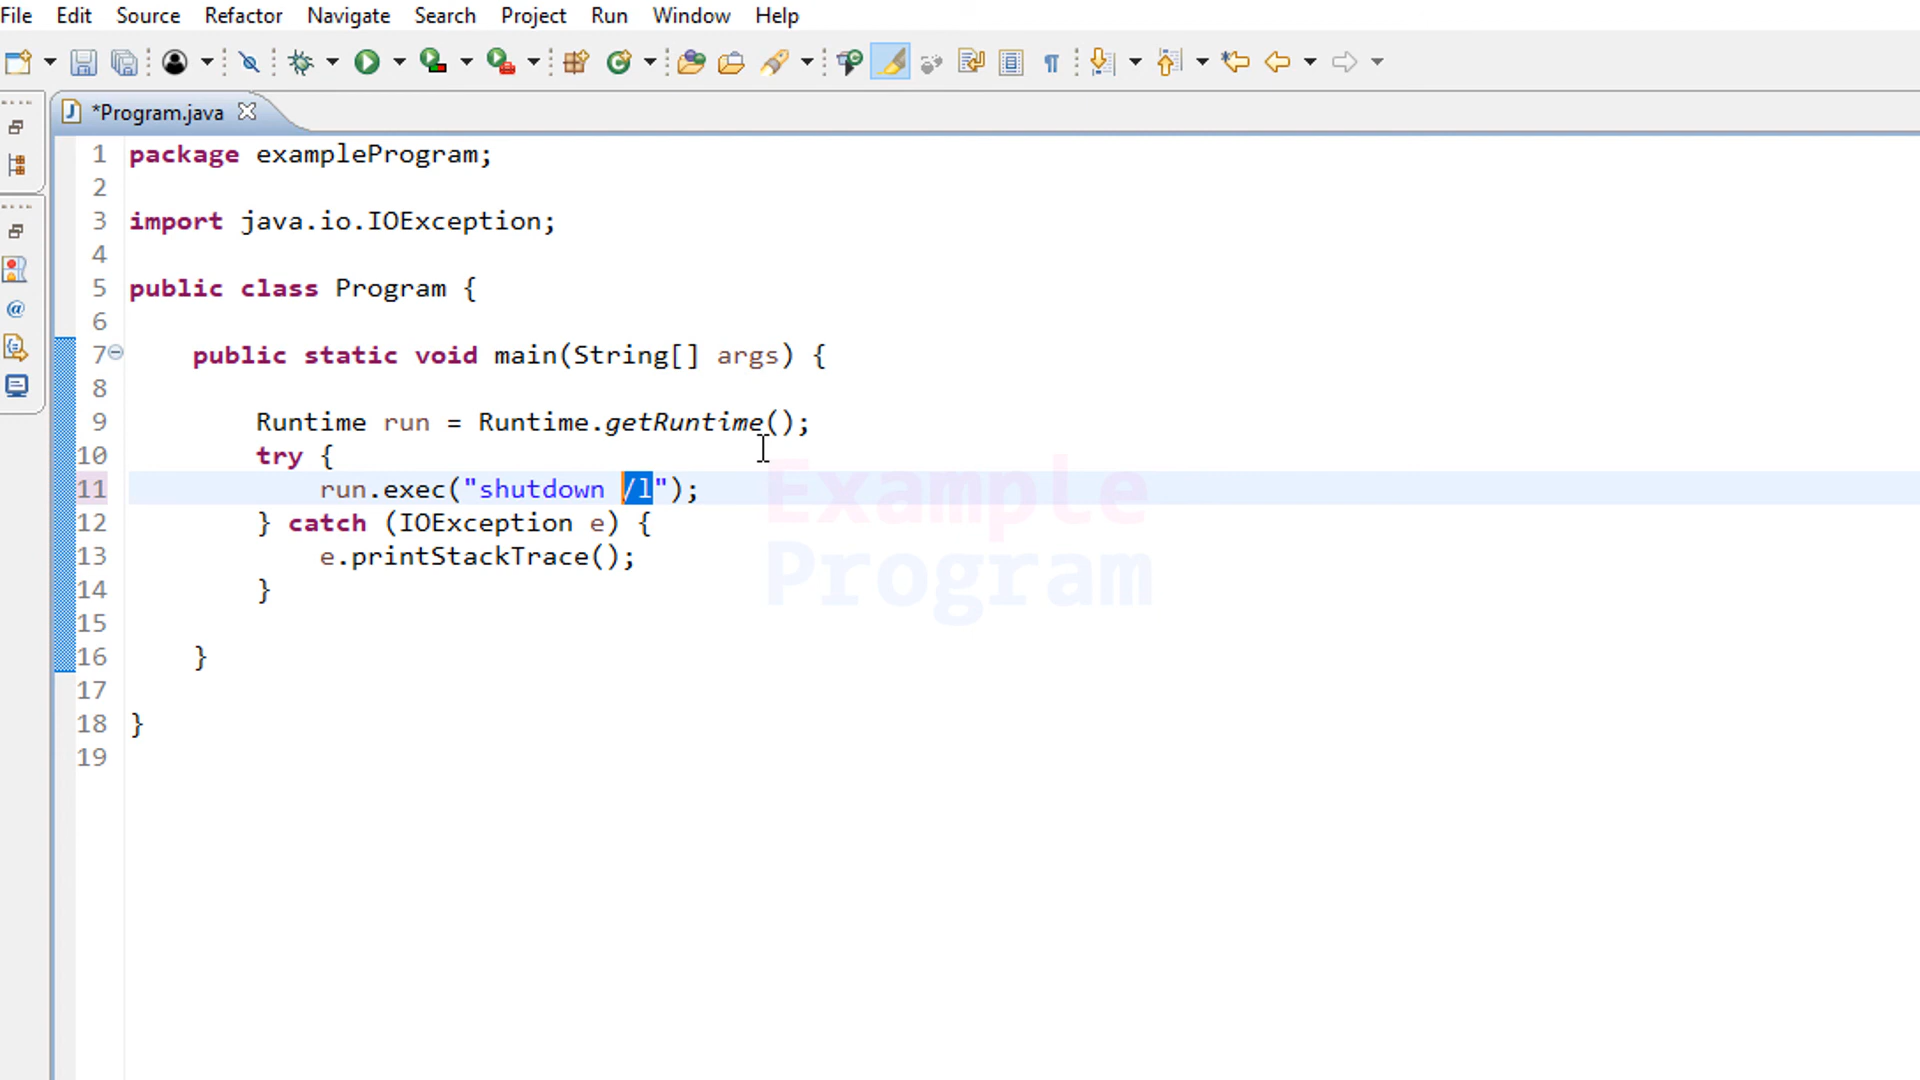 File Edit Source Refactor Navigate Search Project Run Window Help
*Program.java
1 package exampleProgram;
2
3 import java.io.IOException;
4
5 public class Program {
6
7 public static void main(String[] args) {
8
9 Runtime run = Runtime.getRuntime();
10 try {
11 run.exec("shutdown /l");
12 } catch (IOException e) {
13 e.printStackTrace();
14 }
15
16 }
17
18 }
19
Example
Program